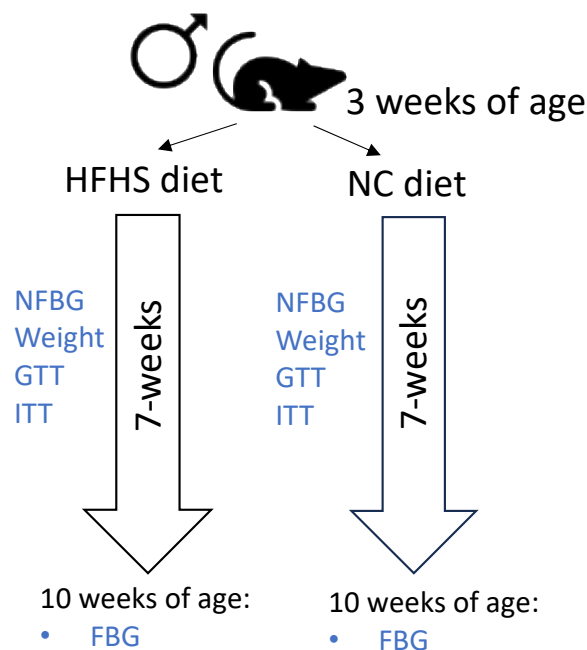 3 weeks of age
HFHS diet
NC diet
NFBG
Weight
GTT
ITT
7-weeks
NFBG
Weight
GTT
ITT
7-weeks
10 weeks of age:
• FBG
10 weeks of age:
• FBG